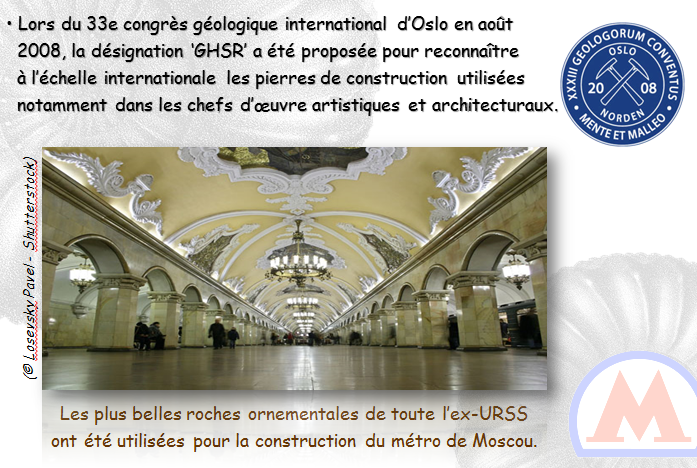 • Lors du 33e congrès géologique international d'Oslo en août
2008, la désignation 'GHSR' a été proposée pour reconnaître
à l'échelle internationale les pierres de construction utilisées
notamment dans les chefs d'œuvre artistiques et architecturaux.
XXXIII GEOLOGORUM CONVENTUS
OSLO
20 08
NORDEN
• MENTE ET MALLEO •
(© Losevsky Pavel - Shutterstock)
M
Les plus belles roches ornementales de toute l'ex-URSS
ont été utilisées pour la construction du métro de Moscou.